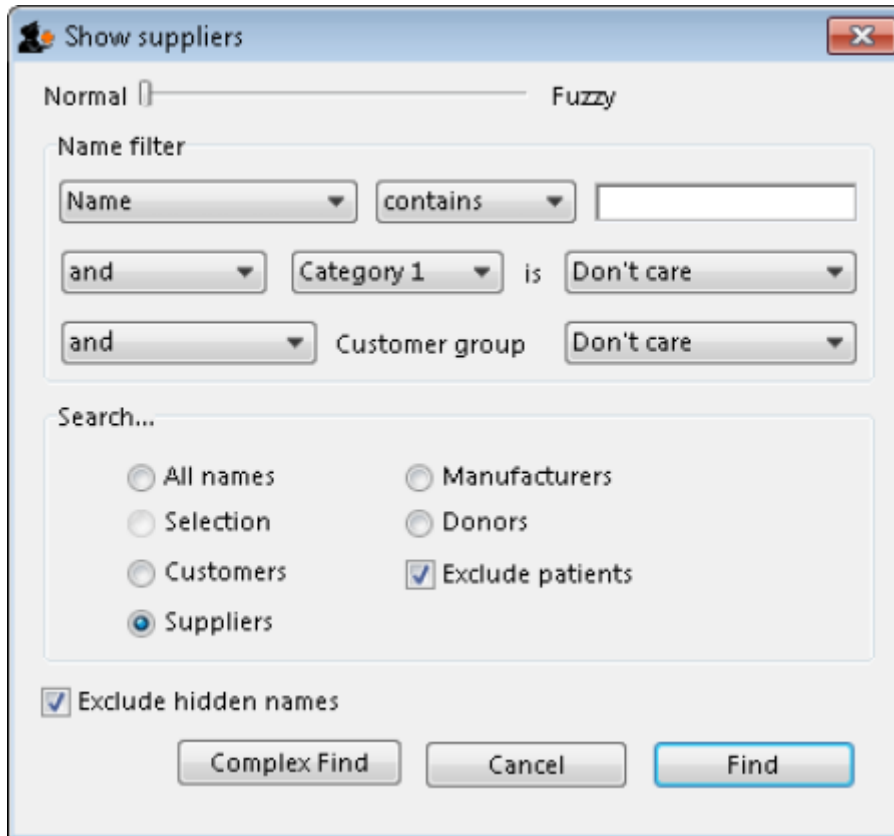 Show suppliers
Normal Fuzzy
Name filter
Name contains
and Category 1 is Don't care
and Customer group Don't care
Search...
All names Manufacturers
Selection Donors
Customers Exclude patients
Suppliers
Exclude hidden names
Complex Find Cancel Find